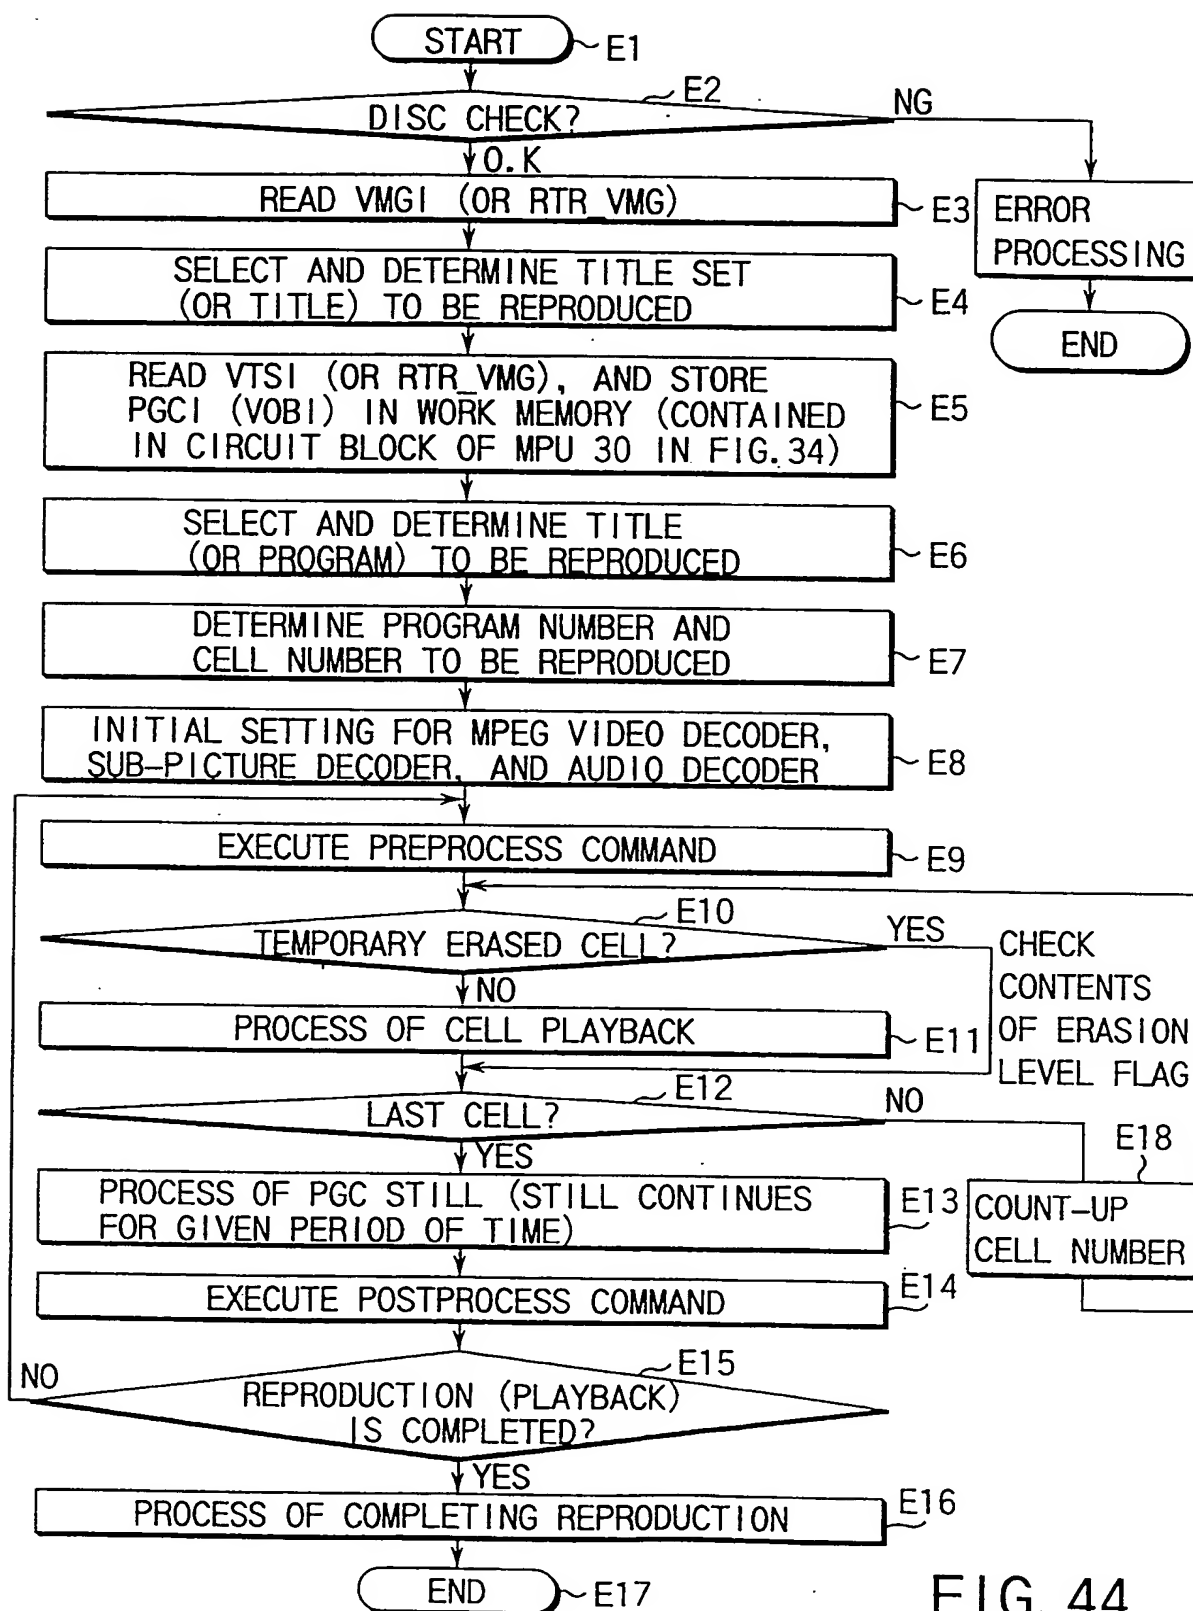 START
E1
E2
DISC CHECK?
NG
O.K
READ VMGI (OR RTR_VMG)
E3
ERROR
PROCESSING
END
SELECT AND DETERMINE TITLE SET
(OR TITLE) TO BE REPRODUCED
E4
READ VTSI (OR RTR_VMG), AND STORE
PGCI (VOBI) IN WORK MEMORY (CONTAINED
IN CIRCUIT BLOCK OF MPU 30 IN FIG.34)
E5
SELECT AND DETERMINE TITLE
(OR PROGRAM) TO BE REPRODUCED
E6
DETERMINE PROGRAM NUMBER AND
CELL NUMBER TO BE REPRODUCED
E7
INITIAL SETTING FOR MPEG VIDEO DECODER,
SUB-PICTURE DECODER, AND AUDIO DECODER
E8
EXECUTE PREPROCESS COMMAND
E9
E10
TEMPORARY ERASED CELL?
YES
NO
CHECK
CONTENTS
OF ERASION
LEVEL FLAG
PROCESS OF CELL PLAYBACK
E11
E12
LAST CELL?
NO
YES
E18
COUNT-UP
CELL NUMBER
PROCESS OF PGC STILL (STILL CONTINUES
FOR GIVEN PERIOD OF TIME)
E13
EXECUTE POSTPROCESS COMMAND
E14
E15
NO
REPRODUCTION (PLAYBACK)
IS COMPLETED?
YES
PROCESS OF COMPLETING REPRODUCTION
E16
END
E17
FIG. 44